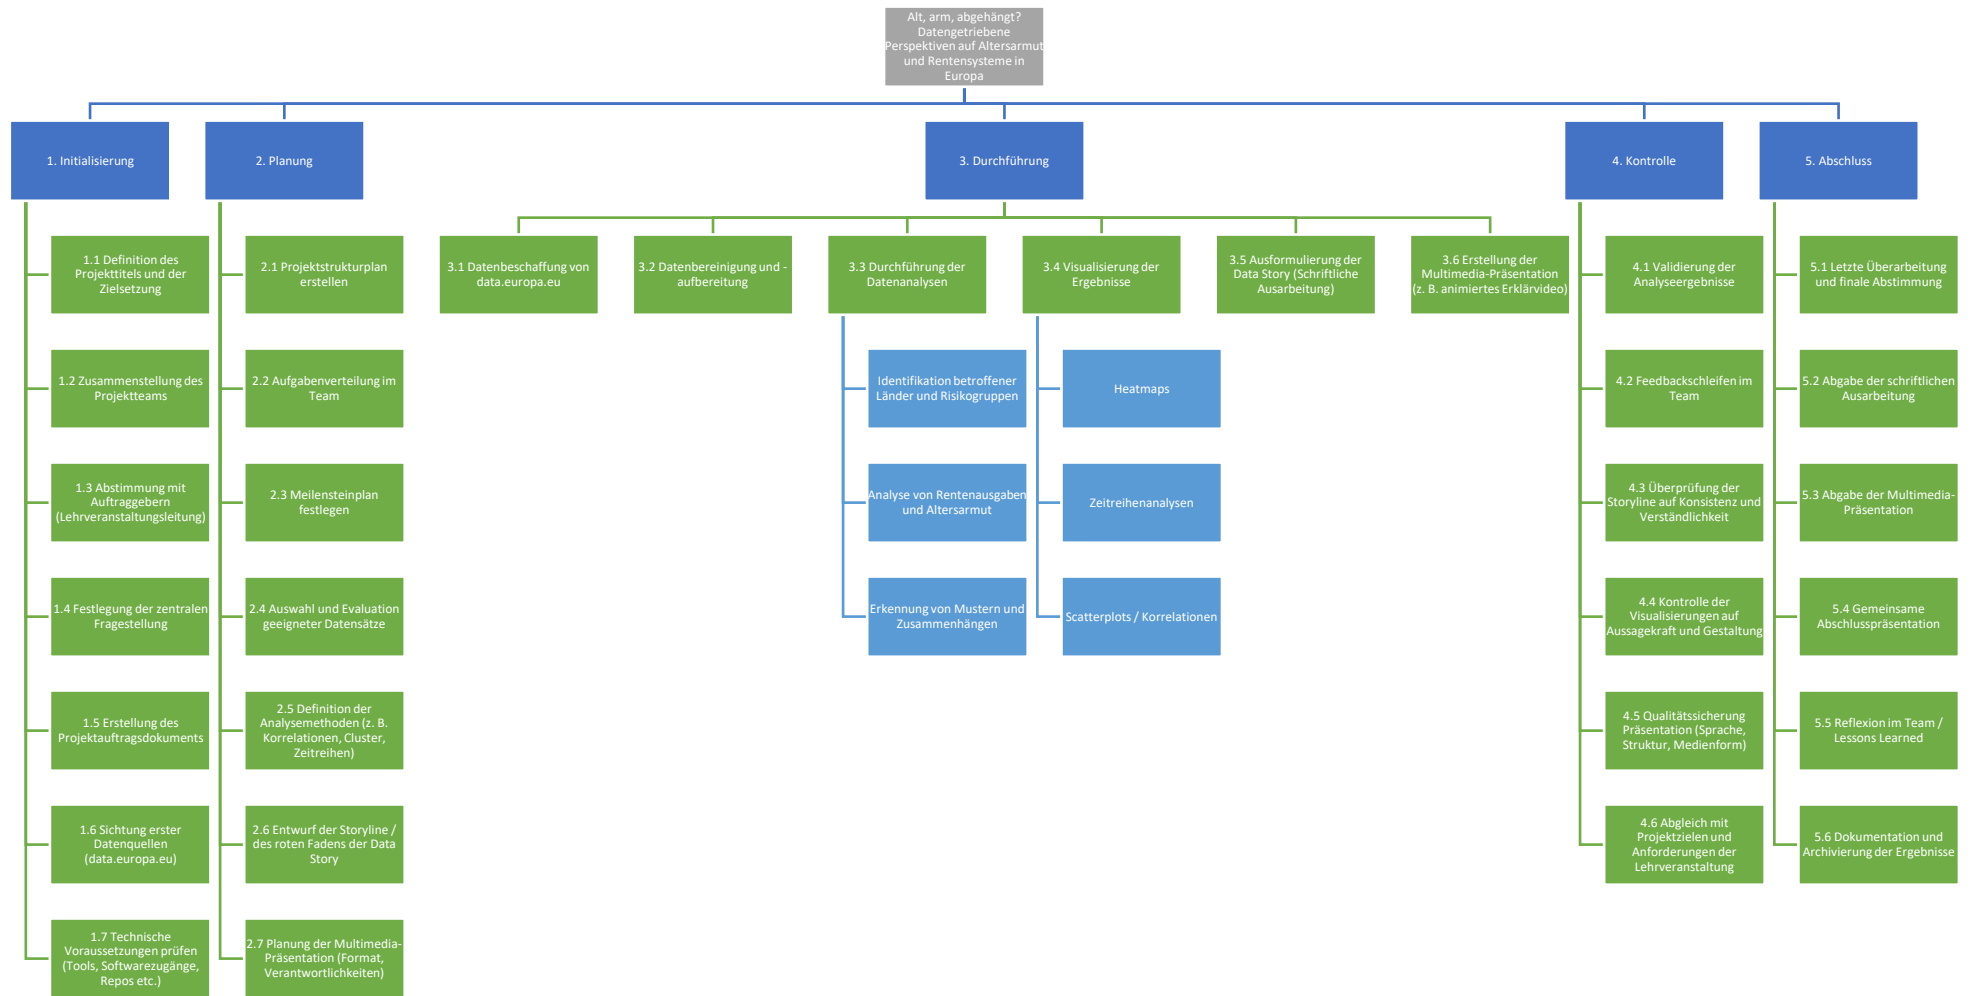 Alt, arm, abgehängt?
Datengetriebene
Perspektiven auf Altersarmut
und Rentensysteme in
Europa
1. Initialisierung
2. Planung
3. Durchführung
4. Kontrolle
5. Abschluss
1.1 Definition des
Projekttitels und der
Zielsetzung
1.2 Zusammenstellung des
Projektteams
1.3 Abstimmung mit
Auftraggebern
(Lehrveranstaltungsleitung)
1.4 Festlegung der zentralen
Fragestellung
1.5 Erstellung des
Projektauftragsdokuments
1.6 Sichtung erster
Datenquellen
(data.europa.eu)
1.7 Technische
Voraussetzungen prüfen
(Tools, Softwarezugänge,
Repos etc.)
2.1 Projektstrukturplan
erstellen
2.2 Aufgabenverteilung im
Team
2.3 Meilensteinplan
festlegen
2.4 Auswahl und Evaluation
geeigneter Datensätze
2.5 Definition der
Analysemethoden (z. B.
Korrelationen, Cluster,
Zeitreihen)
2.6 Entwurf der Storyline /
des roten Fadens der Data
Story
2.7 Planung der Multimedia-
Präsentation (Format,
Verantwortlichkeiten)
3.1 Datenbeschaffung von
data.europa.eu
3.2 Datenbereinigung und -
aufbereitung
3.3 Durchführung der
Datenanalysen
Identifikation betroffener
Länder und Risikogruppen
Analyse von Rentenausgaben
und Altersarmut
Erkennung von Mustern und
Zusammenhängen
3.4 Visualisierung der
Ergebnisse
Heatmaps
Zeitreihenanalysen
Scatterplots / Korrelationen
3.5 Ausformulierung der
Data Story (Schriftliche
Ausarbeitung)
3.6 Erstellung der
Multimedia-Präsentation
(z. B. animiertes Erklärvideo)
4.1 Validierung der
Analyseergebnisse
4.2 Feedbackschleifen im
Team
4.3 Überprüfung der
Storyline auf Konsistenz und
Verständlichkeit
4.4 Kontrolle der
Visualisierungen auf
Aussagekraft und Gestaltung
4.5 Qualitätssicherung
Präsentation (Sprache,
Struktur, Medienform)
4.6 Abgleich mit
Projektzielen und
Anforderungen der
Lehrveranstaltung
5.1 Letzte Überarbeitung
und finale Abstimmung
5.2 Abgabe der schriftlichen
Ausarbeitung
5.3 Abgabe der Multimedia-
Präsentation
5.4 Gemeinsame
Abschlusspräsentation
5.5 Reflexion im Team /
Lessons Learned
5.6 Dokumentation und
Archivierung der Ergebnisse